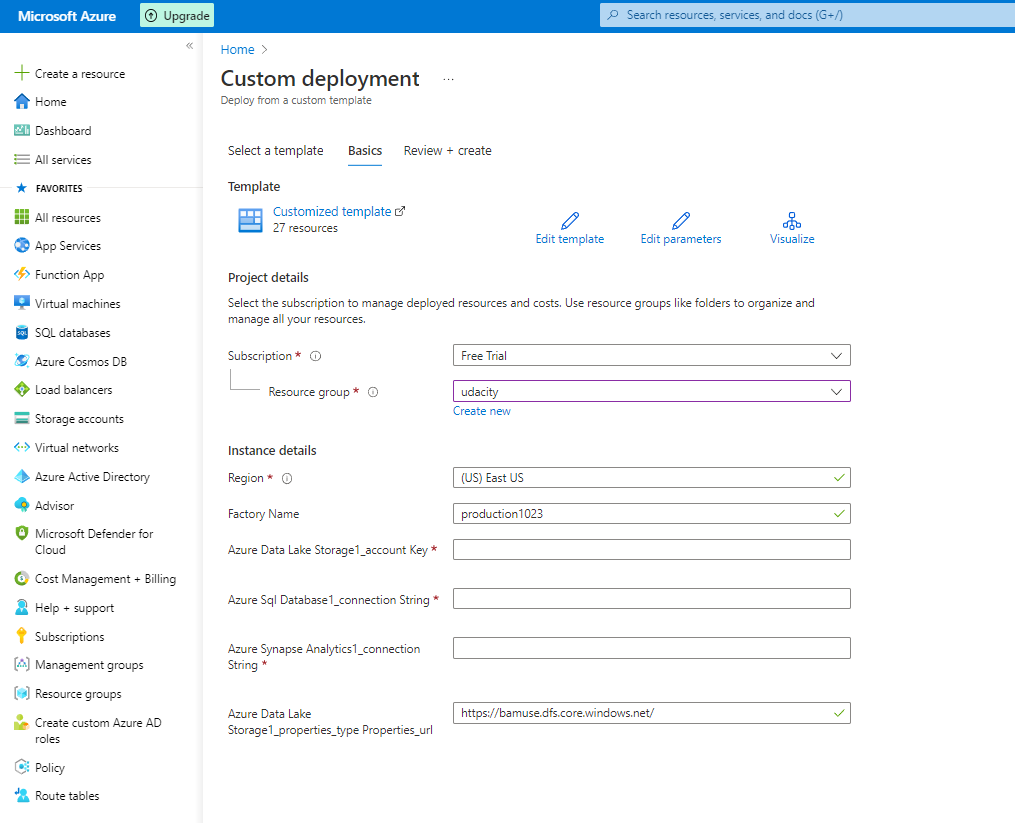 Microsoft Azure
Upgrade
Search resources, services, and docs (G+/)
«
Create a resource
Home
Dashboard
All services
FAVORITES
All resources
App Services
Function App
Virtual machines
SQL databases
Azure Cosmos DB
Load balancers
Storage accounts
Virtual networks
Azure Active Directory
Advisor
Microsoft Defender for
Cloud
Cost Management + Billing
Help + support
Subscriptions
Management groups
Resource groups
Create custom Azure AD
roles
Policy
Route tables
Home >
Custom deployment ...
Deploy from a custom template
Select a template Basics Review + create
Template
Customized template
27 resources
Edit template
Edit parameters
Visualize
Project details
Select the subscription to manage deployed resources and costs. Use resource groups like folders to organize and
manage all your resources.
Subscription *
Free Trial
Resource group *
udacity
Create new
Instance details
Region *
(US) East US
Factory Name
production1023
Azure Data Lake Storage1_account Key *
Azure Sql Database1_connection String *
Azure Synapse Analytics1_connection
String *
Azure Data Lake
Storage1_properties_type Properties_url
https://bamuse.dfs.core.windows.net/